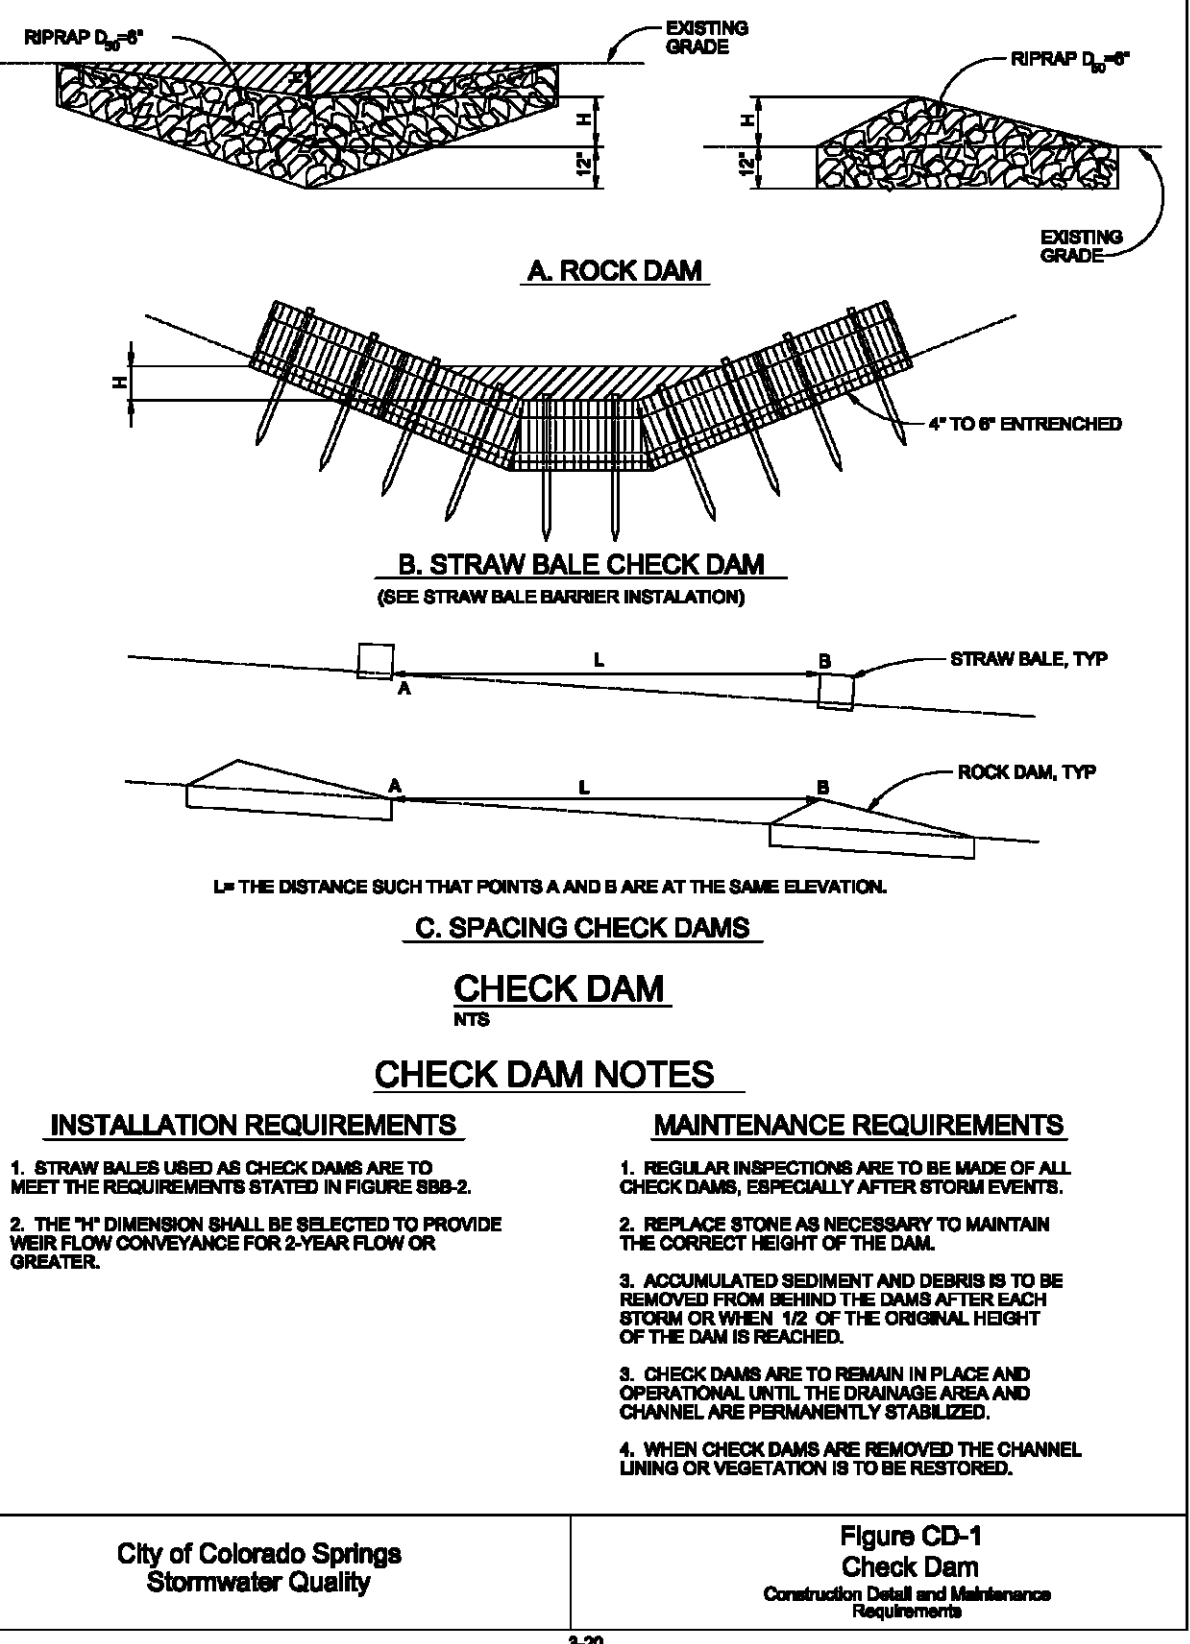 RIPRAP D50=6"
EXISTING
GRADE
H
H
12"
RIPRAP D50=6"
H
12"
EXISTING
GRADE
A. ROCK DAM
H
4" TO 6" ENTRENCHED
B. STRAW BALE CHECK DAM
(SEE STRAW BALE BARRIER INSTALATION)
L
B
A
STRAW BALE, TYP
A
L
B
ROCK DAM, TYP
L= THE DISTANCE SUCH THAT POINTS A AND B ARE AT THE SAME ELEVATION.
C. SPACING CHECK DAMS
CHECK DAM
NTS
CHECK DAM NOTES
INSTALLATION REQUIREMENTS
1. STRAW BALES USED AS CHECK DAMS ARE TO
MEET THE REQUIREMENTS STATED IN FIGURE SBB-2.
2. THE "H" DIMENSION SHALL BE SELECTED TO PROVIDE
WEIR FLOW CONVEYANCE FOR 2-YEAR FLOW OR
GREATER.
MAINTENANCE REQUIREMENTS
1. REGULAR INSPECTIONS ARE TO BE MADE OF ALL
CHECK DAMS, ESPECIALLY AFTER STORM EVENTS.
2. REPLACE STONE AS NECESSARY TO MAINTAIN
THE CORRECT HEIGHT OF THE DAM.
3. ACCUMULATED SEDIMENT AND DEBRIS IS TO BE
REMOVED FROM BEHIND THE DAMS AFTER EACH
STORM OR WHEN 1/2 OF THE ORIGINAL HEIGHT
OF THE DAM IS REACHED.
3. CHECK DAMS ARE TO REMAIN IN PLACE AND
OPERATIONAL UNTIL THE DRAINAGE AREA AND
CHANNEL ARE PERMANENTLY STABILIZED.
4. WHEN CHECK DAMS ARE REMOVED THE CHANNEL
LINING OR VEGETATION IS TO BE RESTORED.
City of Colorado Springs
Stormwater Quality
Figure CD-1
Check Dam
Construction Detail and Maintenance
Requirements
3-20